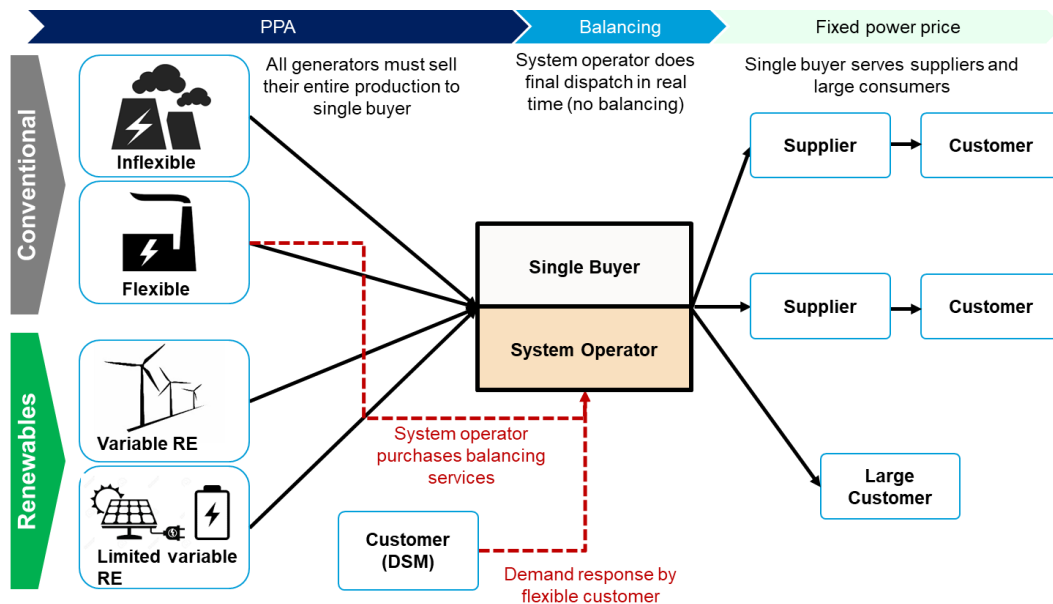 PPA
Balancing
Fixed power price
All generators must sell
their entire production to
single buyer
System operator does
final dispatch in real
time (no balancing)
Single buyer serves suppliers and
large consumers
Conventional
Inflexible
Flexible
Renewables
Variable RE
Limited variable
RE
Single Buyer
System Operator
System operator
purchases balancing
services
Customer
(DSM)
Demand response by
flexible customer
Supplier
Customer
Supplier
Customer
Large
Customer